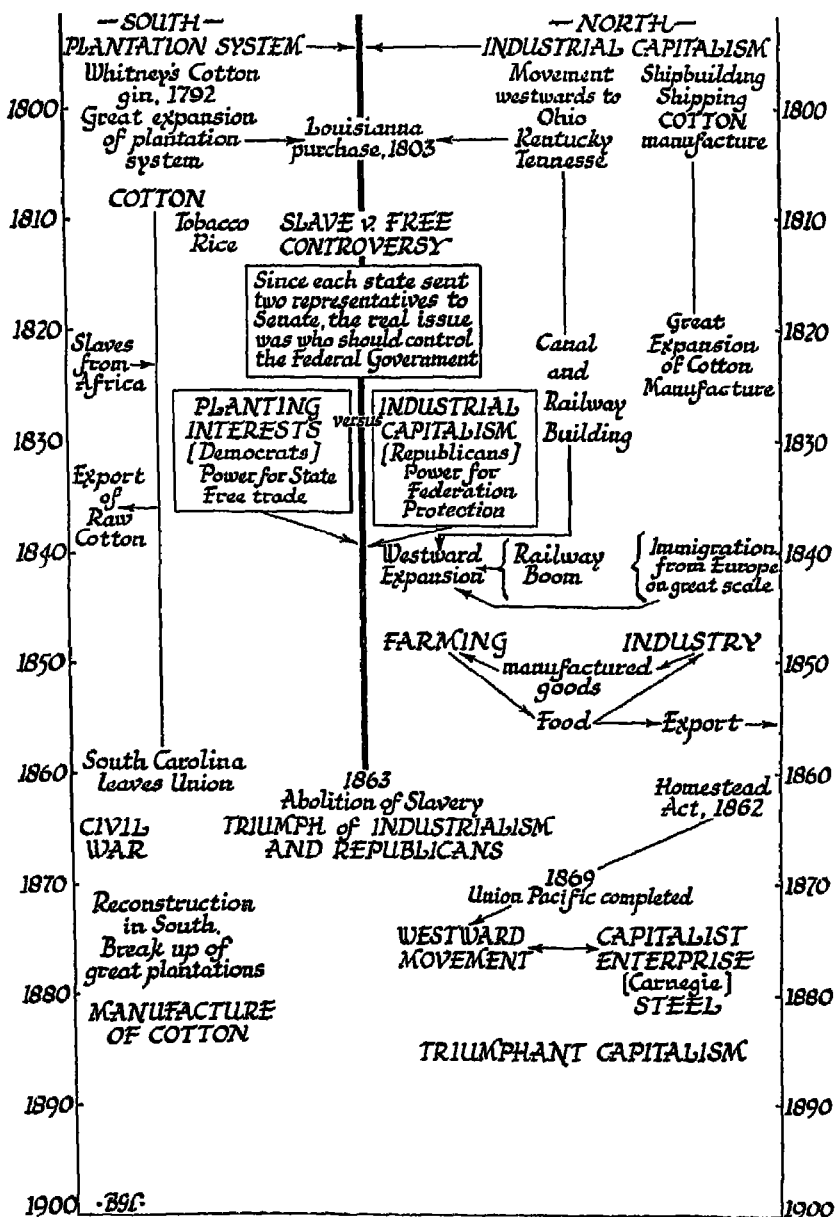 —SOUTH—
PLANTATION SYSTEM
Whitney's Cotton
gin, 1792
Great expansion
of plantation
system
—NORTH—
INDUSTRIAL CAPITALISM
Movement
westwards to
Ohio
Kentucky
Tennesse
Shipbuilding
Shipping
COTTON
manufacture
Louisianna
purchase, 1803
COTTON
Tobacco
Rice
SLAVE v. FREE
CONTROVERSY
Since each state sent
two representatives to
Senate, the real issue
was who should control
the Federal Government
Slaves
from
Africa
Canal
and
Railway
Building
Great
Expansion
of Cotton
Manufacture
PLANTING
INTERESTS
[Democrats]
Power for State
Free trade
versus
INDUSTRIAL
CAPITALISM
[Republicans]
Power for
Federation
Protection
Export
of
Raw
Cotton
Westward
Expansion
Railway
Boom
Immigration
from Europe
on great scale
FARMING
INDUSTRY
manufactured
goods
Food
Export
South Carolina
leaves Union
1863
Abolition of Slavery
TRIUMPH of INDUSTRIALISM
AND REPUBLICANS
Homestead
Act, 1862
CIVIL
WAR
1869
Union Pacific completed
Reconstruction
in South.
Break up of
great plantations
WESTWARD
MOVEMENT
CAPITALIST
ENTERPRISE
[Carnegie]
STEEL
MANUFACTURE
OF COTTON
TRIUMPHANT CAPITALISM
1800
1810
1820
1830
1840
1850
1860
1870
1880
1890
1900
1800
1810
1820
1830
1840
1850
1860
1870
1880
1890
1900